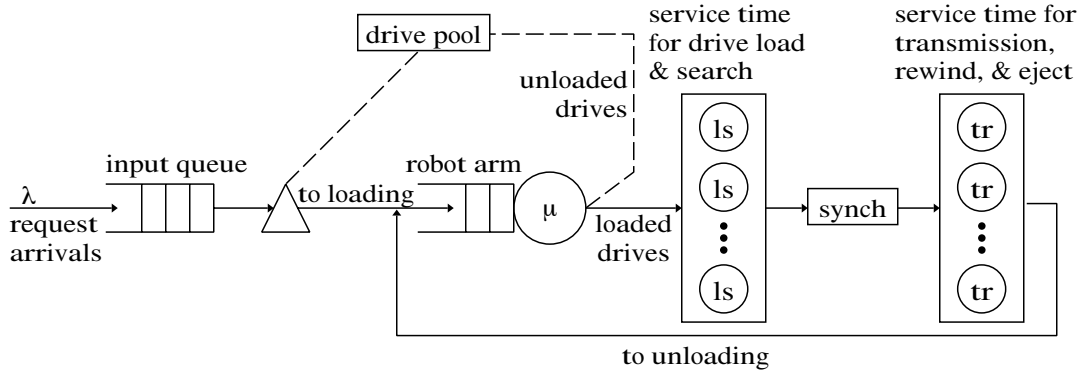 drive pool
service time
for drive load
& search
service time for
transmission,
rewind, & eject
unloaded
drives
input queue
robot arm
λ
request
arrivals
to loading
μ
loaded
drives
ls
ls
ls
synch
tr
tr
tr
to unloading